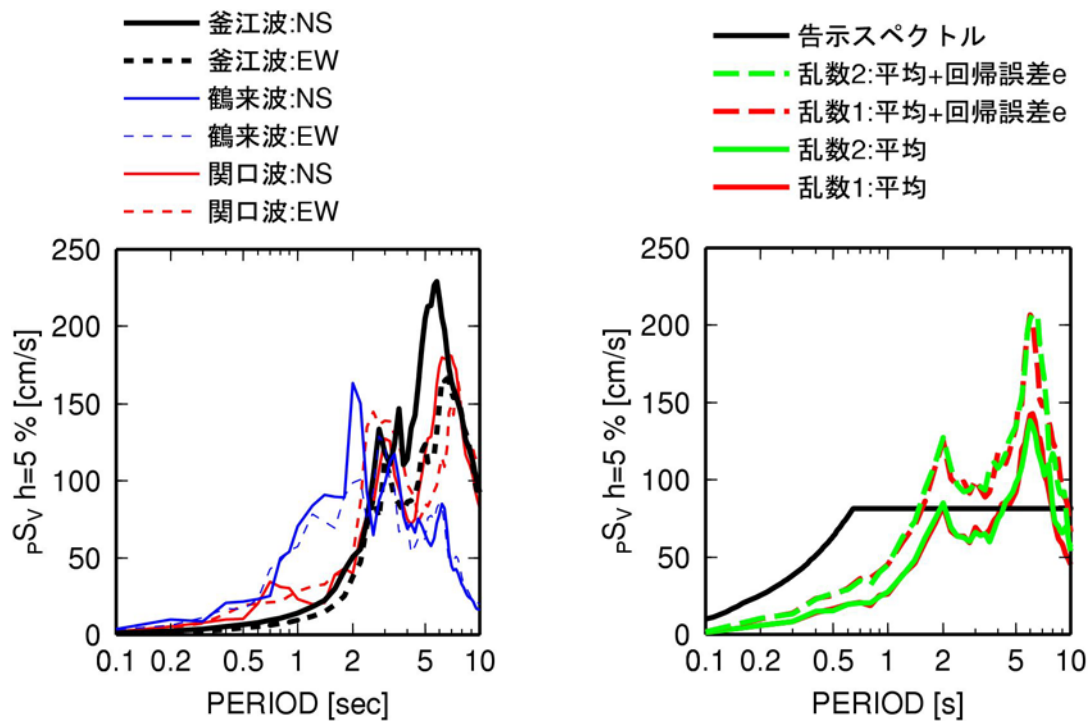 釜江波:NS
釜江波:EW
鶴来波:NS
鶴来波:EW
関口波:NS
関口波:EW
250
200
150
100
50
0
pSV h=5 % [cm/s]
0.1 0.2 0.5 1 2 5 10
PERIOD [sec]
告示スペクトル
乱数2:平均+回帰誤差e
乱数1:平均+回帰誤差e
乱数2:平均
乱数1:平均
250
200
150
100
50
0
pSV h=5 % [cm/s]
0.1 0.2 0.5 1 2 5 10
PERIOD [s]